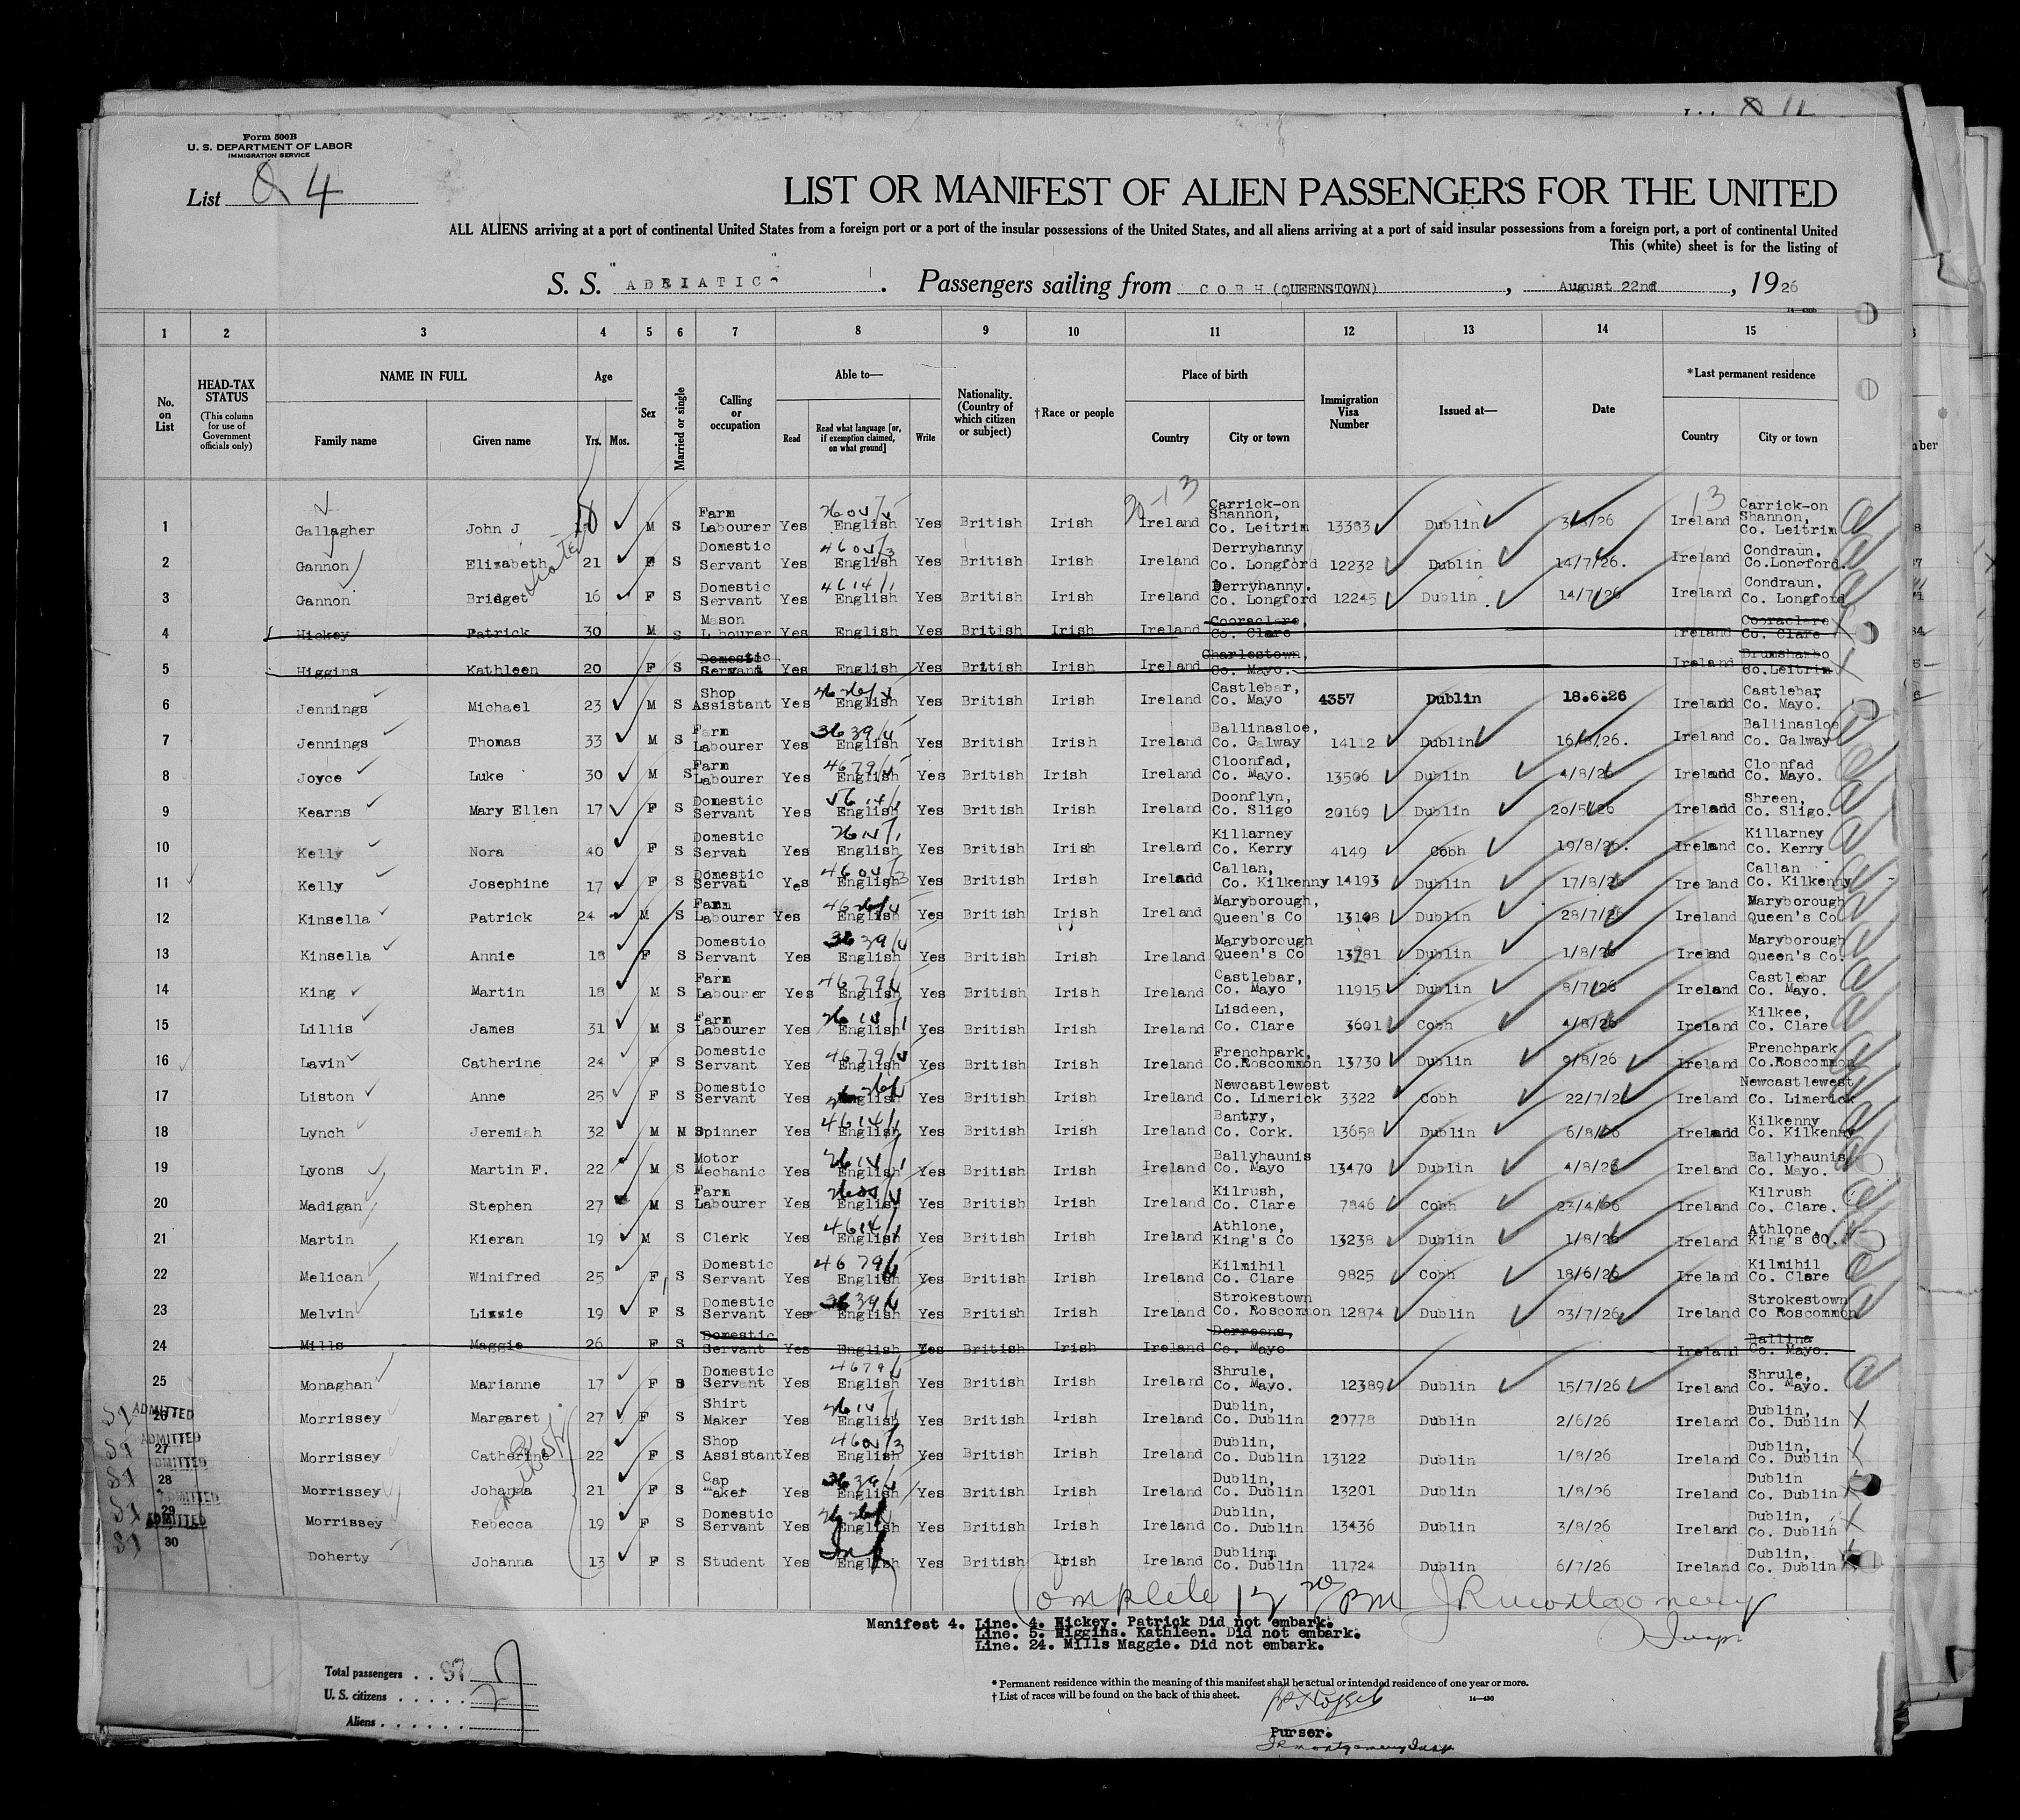 Form 500B
U. S. DEPARTMENT OF LABOR
IMMIGRATION SERVICE
List 4
LIST OR MANIFEST OF ALIEN PASSENGERS FOR THE UNITED
ALL ALIENS arriving at a port of continental United States from a foreign port or a port of the insular possessions of the United States, and all aliens arriving at a port of said insular possessions from a foreign port, a port of continental United
This (white) sheet is for the listing of
S. S. "ADRIATIC" . Passengers sailing from COBH (QUEENSTOWN) , August 22nd , 1926
1 2 3 4 5 6 7 8 9 10 11 12 13 14 15
No. on List
HEAD-TAX STATUS (This column for use of Government officials only)
NAME IN FULL
Family name Given name
Age
Yrs. Mos.
Sex
Married or single
Calling or occupation
Able to—
Read Read what language [or, if exemption claimed, on what ground] Write
Nationality. (Country of which citizen or subject)
†Race or people
Place of birth
Country City or town
Immigration Visa Number
Issued at—
Date
*Last permanent residence
Country City or town
1 Gallagher John J M S Farm Labourer Yes English Yes British Irish Ireland Carrick-on Shannon, Co. Leitrim 13383 Dublin 3/8/26 Ireland Carrick-on Shannon, Co. Leitrim
2 Gannon Elizabeth 21 F S Domestic Servant Yes English Yes British Irish Ireland Derryhanny Co. Longford 12232 Dublin 14/7/26. Ireland Condraun. Co.Longford.
3 Gannon Bridget 16 F S Domestic Servant Yes English Yes British Irish Ireland Derryhanny. Co. Longford 12245 Dublin 14/7/26 Ireland Condraun. Co. Longford
4 Hickey Patrick 30 M S Mason Labourer Yes English Yes British Irish Ireland Cooraclare, Co. Clare Ireland Cooraclare Co. Clare
5 Higgins Kathleen 20 F S Domestic Servant Yes English Yes British Irish Ireland Charlestown, Co. Mayo. Ireland Drumshambo Co.Leitrim
6 Jennings Michael 23 M S Shop Assistant Yes English Yes British Irish Ireland Castlebar, Co. Mayo 4357 Dublin 18.6.26 Ireland Castlebar Co. Mayo.
7 Jennings Thomas 33 M S Farm Labourer Yes English Yes British Irish Ireland Ballinasloe, Co. Galway 14112 Dublin 16/8/26. Ireland Ballinasloe Co. Galway
8 Joyce Luke 30 M S Farm Labourer Yes English Yes British Irish Ireland Cloonfad, Co. Mayo. 13506 Dublin 4/8/26 Ireland Cloonfad Co. Mayo.
9 Kearns Mary Ellen 17 F S Domestic Servant Yes English Yes British Irish Ireland Doonflyn, Co. Sligo 20169 Dublin 20/5/26 Ireland Shreen, Co. Sligo.
10 Kelly Nora 40 F S Domestic Servan Yes English Yes British Irish Ireland Killarney Co. Kerry 4149 Cobh 19/8/26. Ireland Killarney Co. Kerry
11 Kelly Josephine 17 F S Domestic Servan Yes English Yes British Irish Ireland Callan, Co. Kilkenny 14193 Dublin 17/8/26 Ireland Callan Co. Kilkenny
12 Kinsella Patrick 24 M S Farm Labourer Yes English Yes British Irish Ireland Maryborough, Queen's Co 13108 Dublin 28/7/26 Ireland Maryborough Queen's Co
13 Kinsella Annie 18 F S Domestic Servant Yes English Yes British Irish Ireland Maryborough Queen's Co 13281 Dublin 1/8/26 Ireland Maryborough Queen's Co.
14 King Martin 18 M S Farm Labourer Yes English Yes British Irish Ireland Castlebar, Co. Mayo 11915 Dublin 8/7/26 Ireland Castlebar Co. Mayo.
15 Lillis James 31 M S Farm Labourer Yes English Yes British Irish Ireland Lisdeen, Co. Clare 3601 Cobh 4/8/26 Ireland Kilkee, Co. Clare
16 Lavin Catherine 24 F S Domestic Servant Yes English Yes British Irish Ireland Frenchpark, Co.Roscommon 13730 Dublin 9/8/26 Ireland Frenchpark Co.Roscommon
17 Liston Anne 25 F S Domestic Servant Yes English Yes British Irish Ireland Newcastlewest Co. Limerick 3322 Cobh 22/7/2 Ireland Newcastlewest Co. Limerick
18 Lynch Jeremiah 32 M M Spinner Yes English Yes British Irish Ireland Bantry, Co. Cork. 13658 Dublin 6/8/26 Ireland Kilkenny Co. Kilkenny
19 Lyons Martin F. 22 M S Motor Mechanic Yes English Yes British Irish Ireland Ballyhaunis Co. Mayo 13470 Dublin 4/8/26 Ireland Ballyhaunis Co. Mayo.
20 Madigan Stephen 27 M S Farm Labourer Yes English Yes British Irish Ireland Kilrush, Co. Clare 7846 Cobh 23/4/26 Ireland Kilrush Co. Clare.
21 Martin Kieran 19 M S Clerk Yes English Yes British Irish Ireland Athlone, King's Co 13238 Dublin 1/8/26 Ireland Athlone, King's CO.
22 Melican Winifred 25 F S Domestic Servant Yes English Yes British Irish Ireland Kilmihil Co. Clare 9825 Cobh 18/6/26 Ireland Kilmihil Co. Clare
23 Melvin Lizzie 19 F S Domestic Servant Yes English Yes British Irish Ireland Strokestown Co. Roscommon 12874 Dublin 23/7/26 Ireland Strokestown Co Roscommon
24 Mills Maggie 26 F S Domestic Servant Yes English Yes British Irish Ireland Derreens, Co. Mayo Ireland Ballina Co. Mayo.
25 Monaghan Marianne 17 F S Domestic Servant Yes English Yes British Irish Ireland Shrule, Co. Mayo. 12389 Dublin 15/7/26 Ireland Shrule, Co. Mayo.
ADMITTED 26 Morrissey Margaret 27 F S Shirt Maker Yes English Yes British Irish Ireland Dublin, Co. Dublin 20778 Dublin 2/6/26 Ireland Dublin, Co. Dublin
ADMITTED 27 Morrissey Catherine 22 F S Shop Assistant Yes English Yes British Irish Ireland Dublin, Co. Dublin 13122 Dublin 1/8/26 Ireland Dublin, Co. Dublin
ADMITTED 28 Morrissey Johanna 21 F S Cap Maker Yes English Yes British Irish Ireland Dublin, Co. Dublin 13201 Dublin 1/8/26 Ireland Dublin Co. Dublin
ADMITTED 29 Morrissey Rebecca 19 F S Domestic Servant Yes English Yes British Irish Ireland Dublin, Co. Dublin 13436 Dublin 3/8/26 Ireland Dublin, Co. Dublin
ADMITTED 30 Doherty Johanna 13 F S Student Yes English Yes British Irish Ireland Dublin Co. Dublin 11724 Dublin 6/7/26 Ireland Dublin, Co. Dublin
Complete 12 PM J R Montgomery Insp
Manifest 4. Line. 4. Hickey. Patrick Did not embark.
Line. 5. Higgins. Kathleen. Did not embark.
Line. 24. Mills Maggie. Did not embark.
Total passengers . .
U. S. citizens . . . . .
Aliens . . . . . .
27
* Permanent residence within the meaning of this manifest shall be actual or intended residence of one year or more.
† List of races will be found on the back of this sheet.
14—430
Purser.
J R Montgomery Insp.